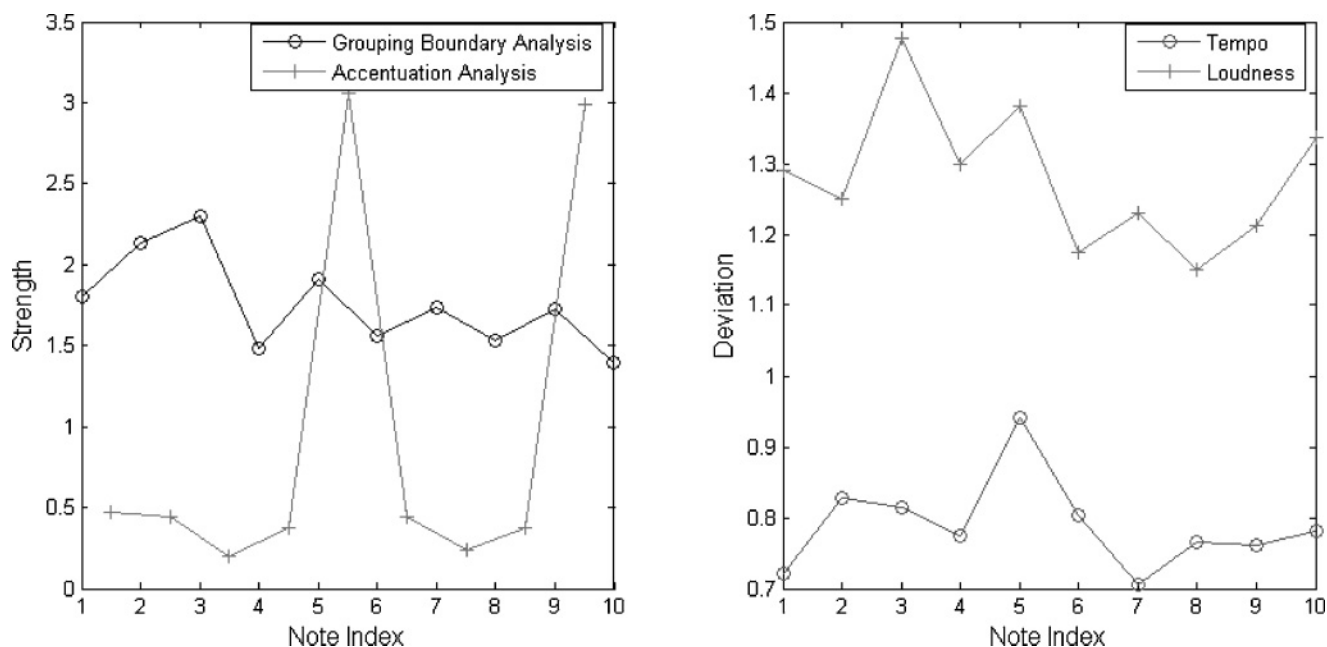 3.5
3
2.5
2
1.5
1
0.5
0
Strength
1 2 3 4 5 6 7 8 9 10
Note Index
Grouping Boundary Analysis
Accentuation Analysis
1.5
1.4
1.3
1.2
1.1
1
0.9
0.8
0.7
Deviation
1 2 3 4 5 6 7 8 9 10
Note Index
Tempo
Loudness